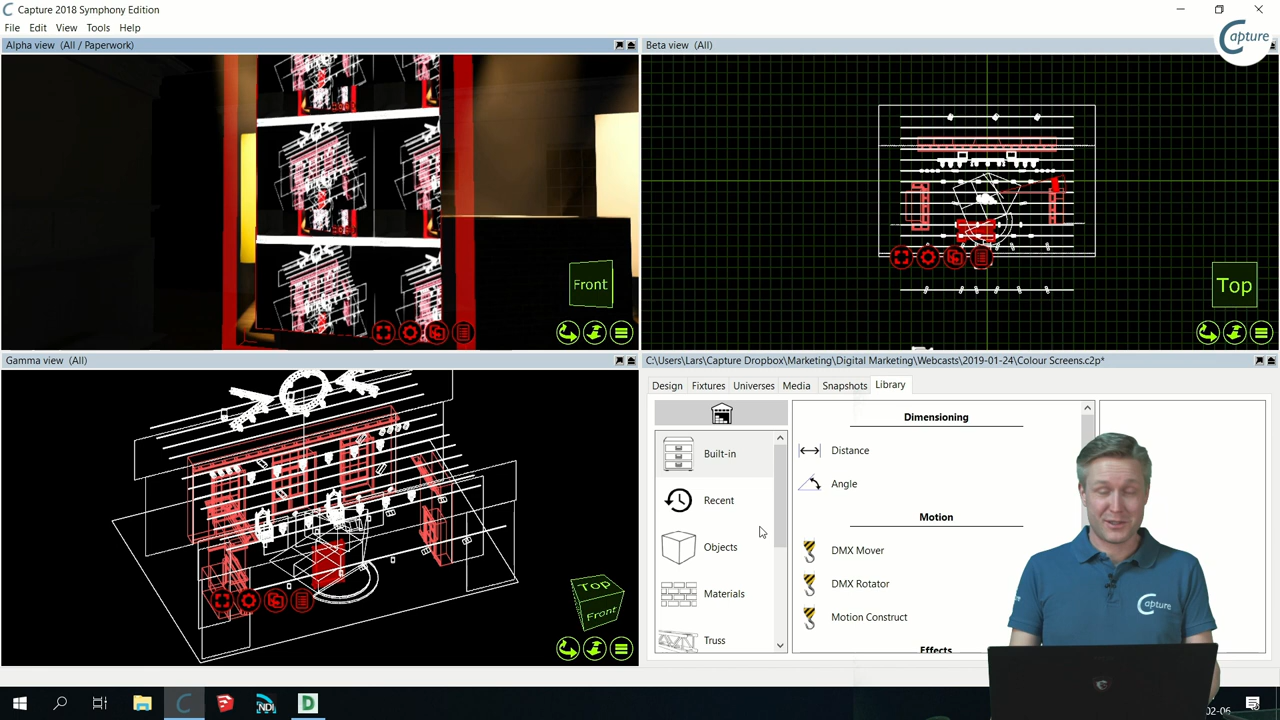 Capture 2018 Symphony Edition
File Edit View Tools Help
Capture
Alpha view (All / Paperwork)
Beta view (All)
Front
Top
Gamma view (All)
C:\Users\Lars\Capture Dropbox\Marketing\Digital Marketing\Webcasts\2019-01-24\Colour Screens.c2p*
Design Fixtures Universes Media Snapshots Library
Built-in
Recent
Objects
Materials
Truss
Dimensioning
Distance
Angle
Motion
DMX Mover
DMX Rotator
Motion Construct
Effects
Top
Front
Capture
NDI
D
02-06